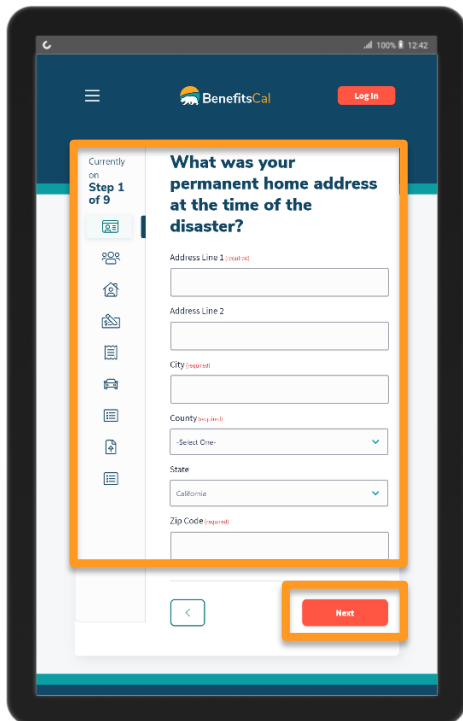 100% 12:42
BenefitsCal
Log In
Currently
on
Step 1
of 9
What was your
permanent home address
at the time of the
disaster?
Address Line 1 (required)
Address Line 2
City (required)
County (required)
-Select One-
State
California
Zip Code (required)
Next